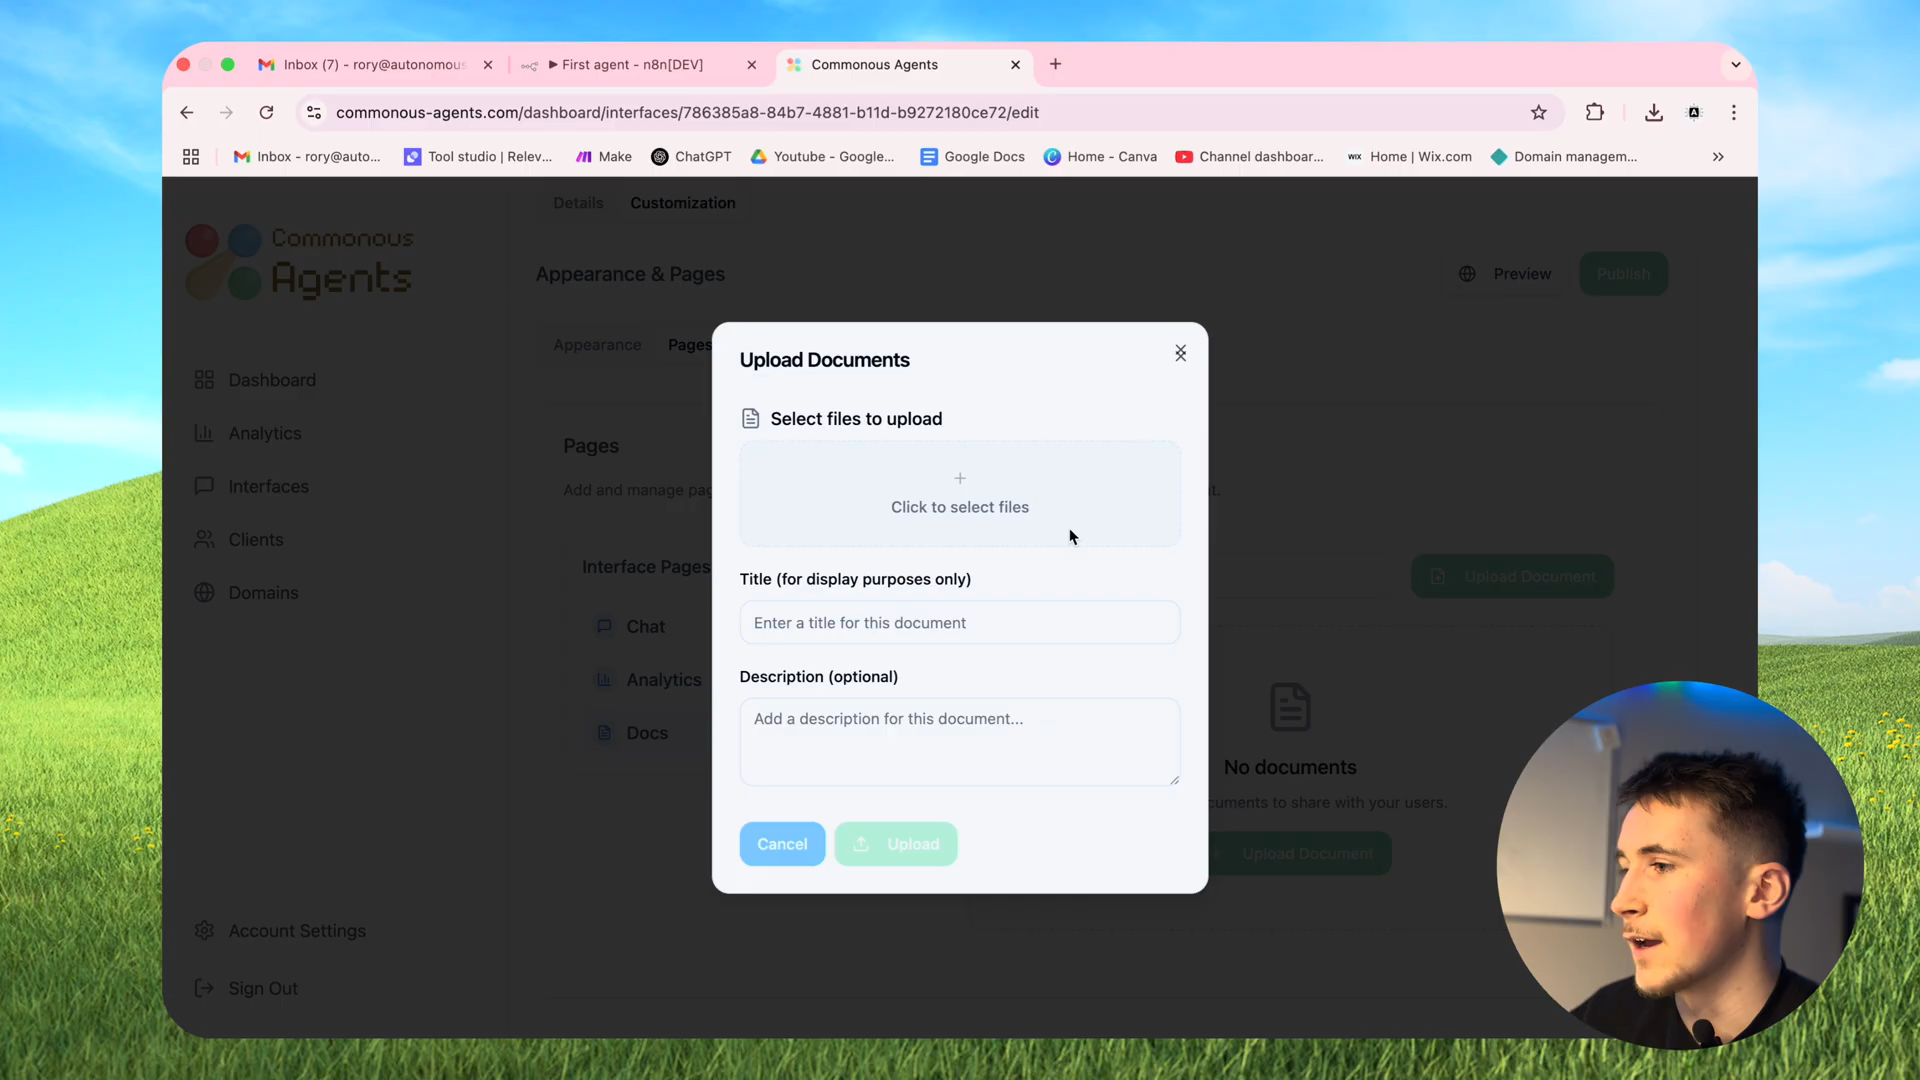 Inbox (7) - rory@autonomous
▶ First agent - n8n[DEV]
Commonous Agents
commonous-agents.com/dashboard/interfaces/786385a8-84b7-4881-b11d-b9272180ce72/edit
Inbox - rory@auto...
Tool studio | Relev...
Make
ChatGPT
Youtube - Google...
Google Docs
Home - Canva
Channel dashboar...
WIX
Home | Wix.com
Domain managem...
Details
Customization
Commonous
Agents
Appearance & Pages
Preview
Publish
Appearance
Pages
Dashboard
Analytics
Interfaces
Clients
Domains
Account Settings
Sign Out
Pages
Add and manage pag
t.
Interface Pages
Chat
Analytics
Docs
Upload Document
No documents
cuments to share with your users.
Upload Document
Upload Documents
Select files to upload
Click to select files
Title (for display purposes only)
Enter a title for this document
Description (optional)
Add a description for this document...
Cancel
Upload